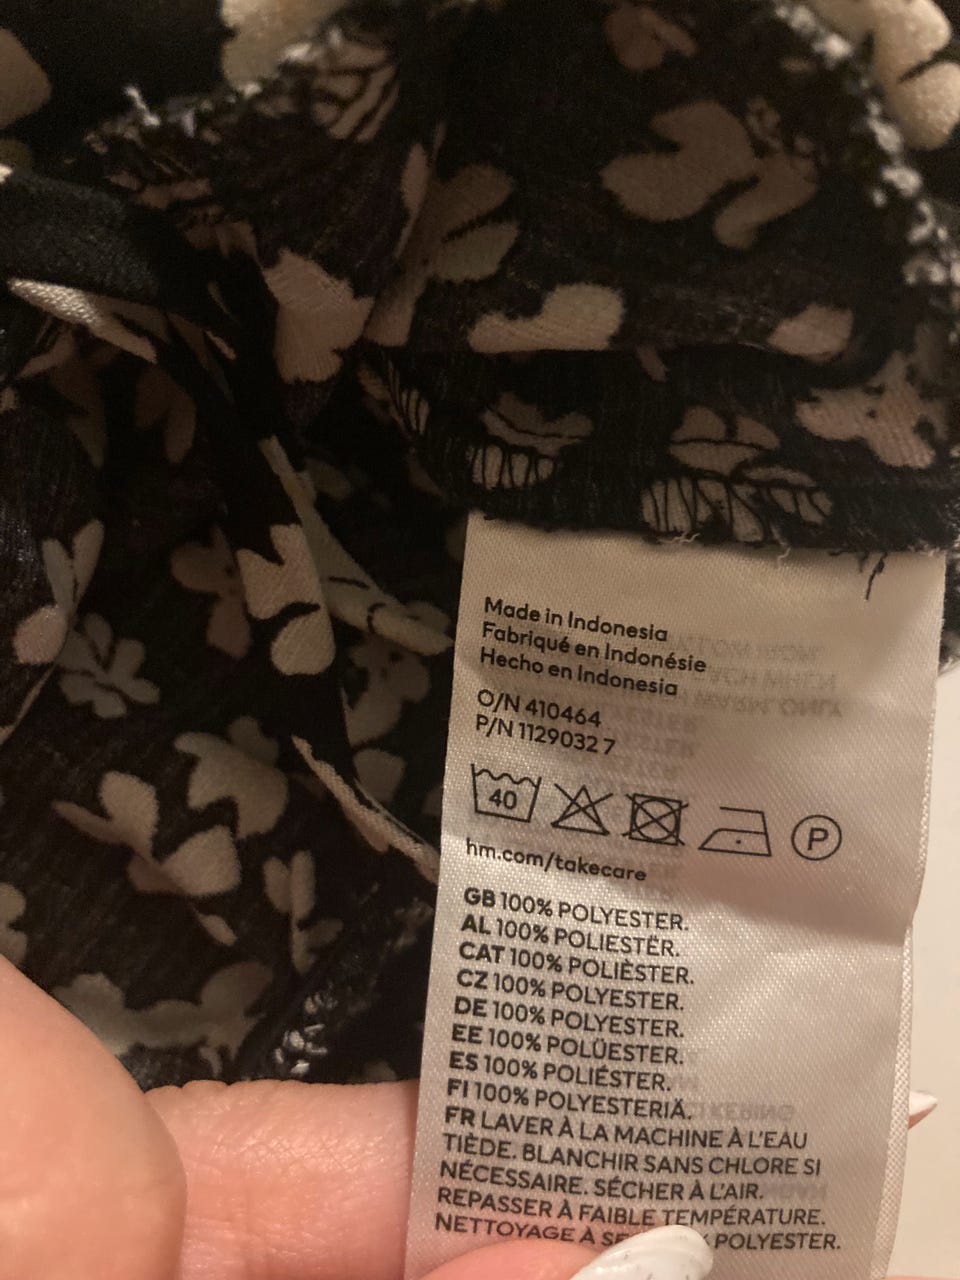 Made in Indonesia
Fabriqué en Indonésie
Hecho en Indonesia
O/N 410464
P/N 1129032 7
40 P
hm.com/takecare
GB 100% POLYESTER.
AL 100% POLIESTËR.
CAT 100% POLIÈSTER.
CZ 100% POLYESTER.
DE 100% POLYESTER.
EE 100% POLÜESTER.
ES 100% POLIÉSTER.
FI 100% POLYESTERIÄ.
FR LAVER À LA MACHINE À L'EAU
TIÈDE. BLANCHIR SANS CHLORE SI
NÉCESSAIRE. SÉCHER À L'AIR.
REPASSER À FAIBLE TEMPÉRATURE.
NETTOYAGE À POLYESTER.